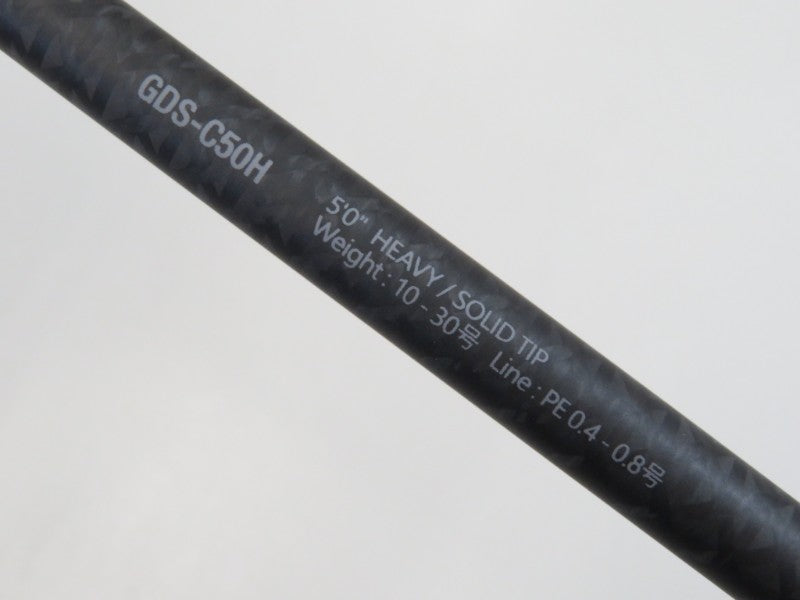 GDS-C50H
5'0" HEAVY / SOLID TIP
Weight : 10 - 30号 Line : PE 0.4 - 0.8号